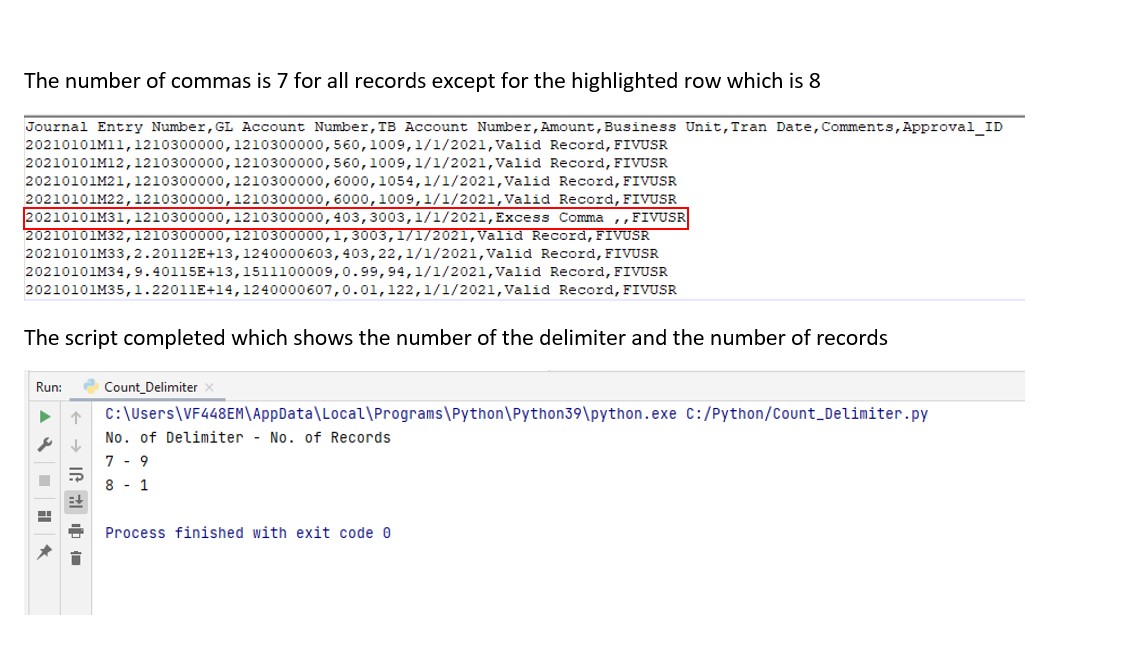 The number of commas is 7 for all records except for the highlighted row which is 8
Journal Entry Number,GL Account Number,TB Account Number,Amount,Business Unit,Tran Date,Comments,Approval_ID
20210101M11,1210300000,1210300000,560,1009,1/1/2021,Valid Record,FIVUSR
20210101M12,1210300000,1210300000,560,1009,1/1/2021,Valid Record,FIVUSR
20210101M21,1210300000,1210300000,6000,1054,1/1/2021,Valid Record,FIVUSR
20210101M22,1210300000,1210300000,6000,1009,1/1/2021,Valid Record,FIVUSR
20210101M31,1210300000,1210300000,403,3003,1/1/2021,Excess Comma ,,FIVUSR
20210101M32,1210300000,1210300000,1,3003,1/1/2021,Valid Record,FIVUSR
20210101M33,2.20112E+13,1240000603,403,22,1/1/2021,Valid Record,FIVUSR
20210101M34,9.40115E+13,1511100009,0.99,94,1/1/2021,Valid Record,FIVUSR
20210101M35,1.22011E+14,1240000607,0.01,122,1/1/2021,Valid Record,FIVUSR
The script completed which shows the number of the delimiter and the number of records
Run: Count_Delimiter
C:\Users\VF448EM\AppData\Local\Programs\Python\Python39\python.exe C:/Python/Count_Delimiter.py
No. of Delimiter - No. of Records
7 - 9
8 - 1
Process finished with exit code 0